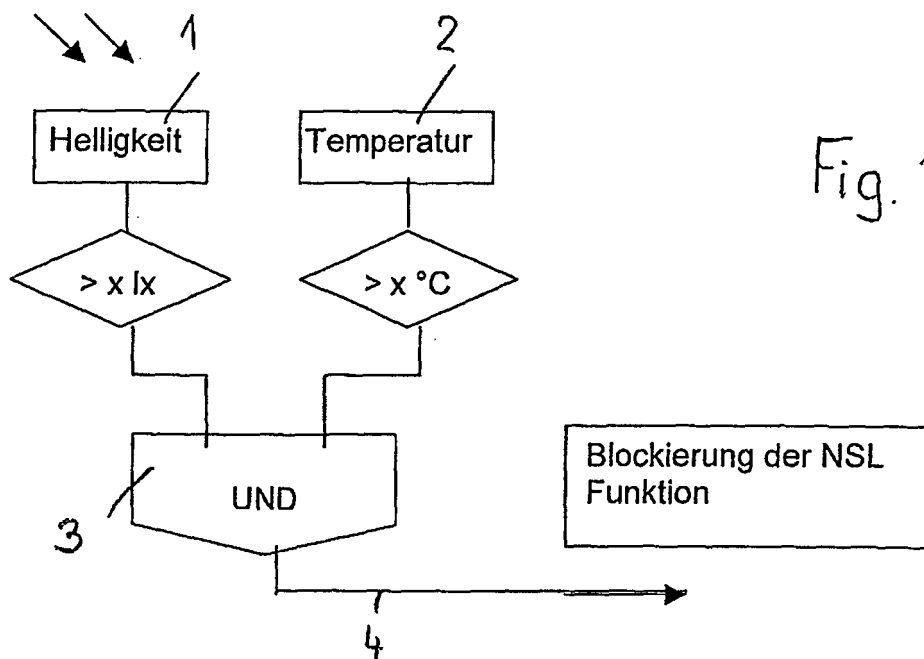 1
2
Helligkeit
Temperatur
Fig.
> x lx
> x °C
Blockierung der NSL
Funktion
UND
3
4